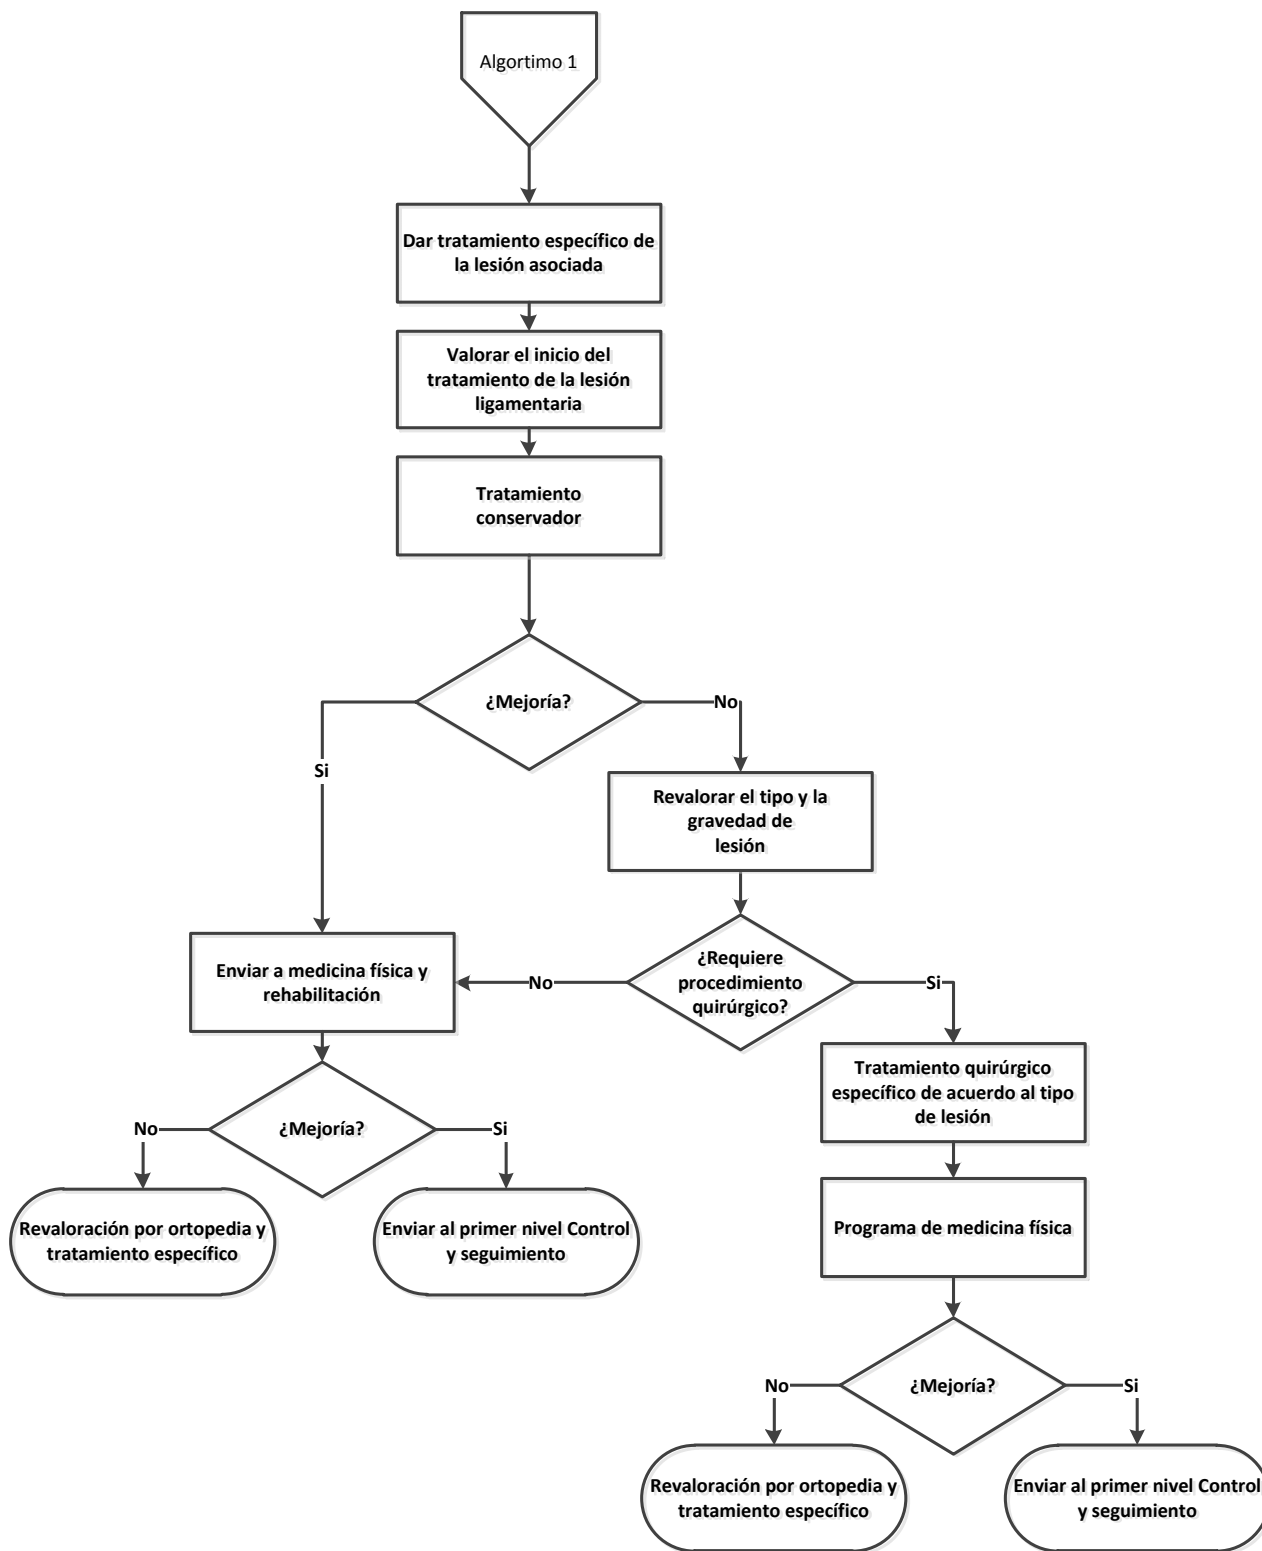 Algortimo 1
Dar tratamiento específico de
la lesión asociada
Valorar el inicio del
tratamiento de la lesión
ligamentaria
Tratamiento
conservador
¿Mejoría?
No
Si
Revalorar el tipo y la
gravedad de
lesión
Enviar a medicina física y
rehabilitación
No
¿Requiere
procedimiento
quirúrgico?
Si
Tratamiento quirúrgico
específico de acuerdo al tipo
de lesión
No
¿Mejoría?
Si
Revaloración por ortopedia y
tratamiento específico
Enviar al primer nivel Control
y seguimiento
Programa de medicina física
No
¿Mejoría?
Si
Revaloración por ortopedia y
tratamiento específico
Enviar al primer nivel Control
y seguimiento